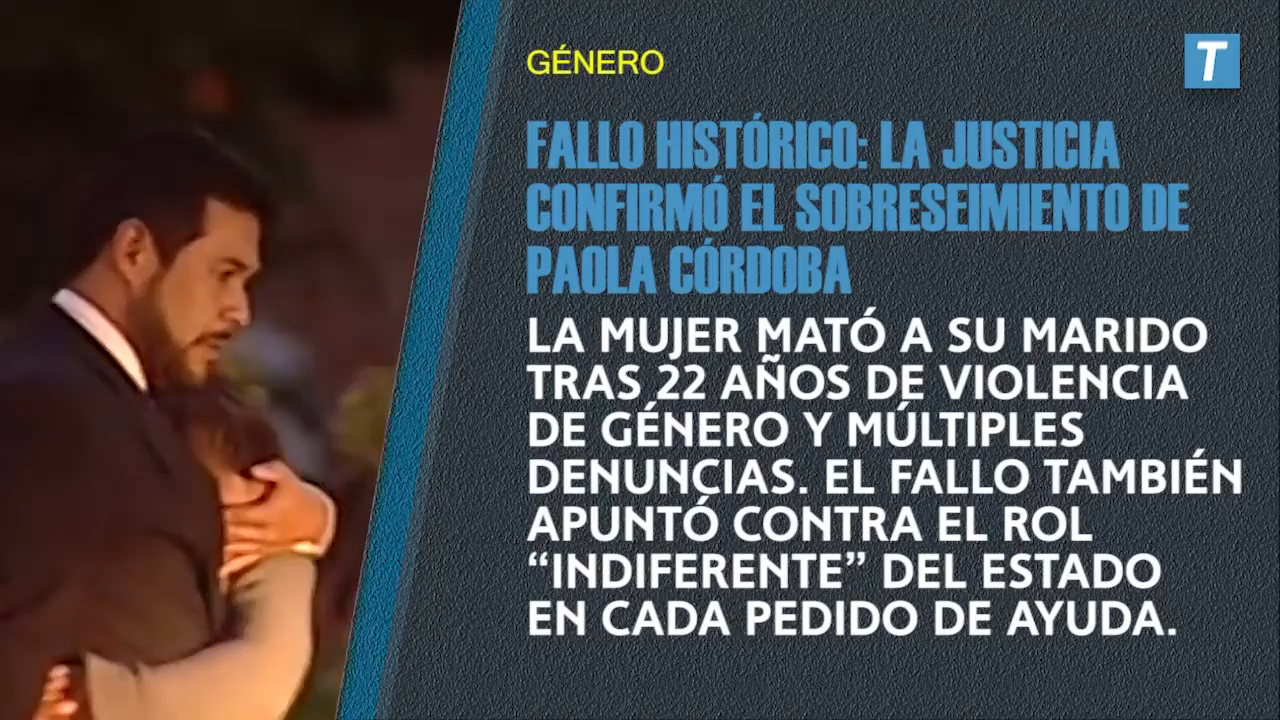 GÉNERO
T
FALLO HISTÓRICO: LA JUSTICIA
CONFIRMÓ EL SOBRESEIMIENTO DE
PAOLA CÓRDOBA
LA MUJER MATÓ A SU MARIDO
TRAS 22 AÑOS DE VIOLENCIA
DE GÉNERO Y MÚLTIPLES
DENUNCIAS. EL FALLO TAMBIÉN
APUNTÓ CONTRA EL ROL
“INDIFERENTE” DEL ESTADO
EN CADA PEDIDO DE AYUDA.